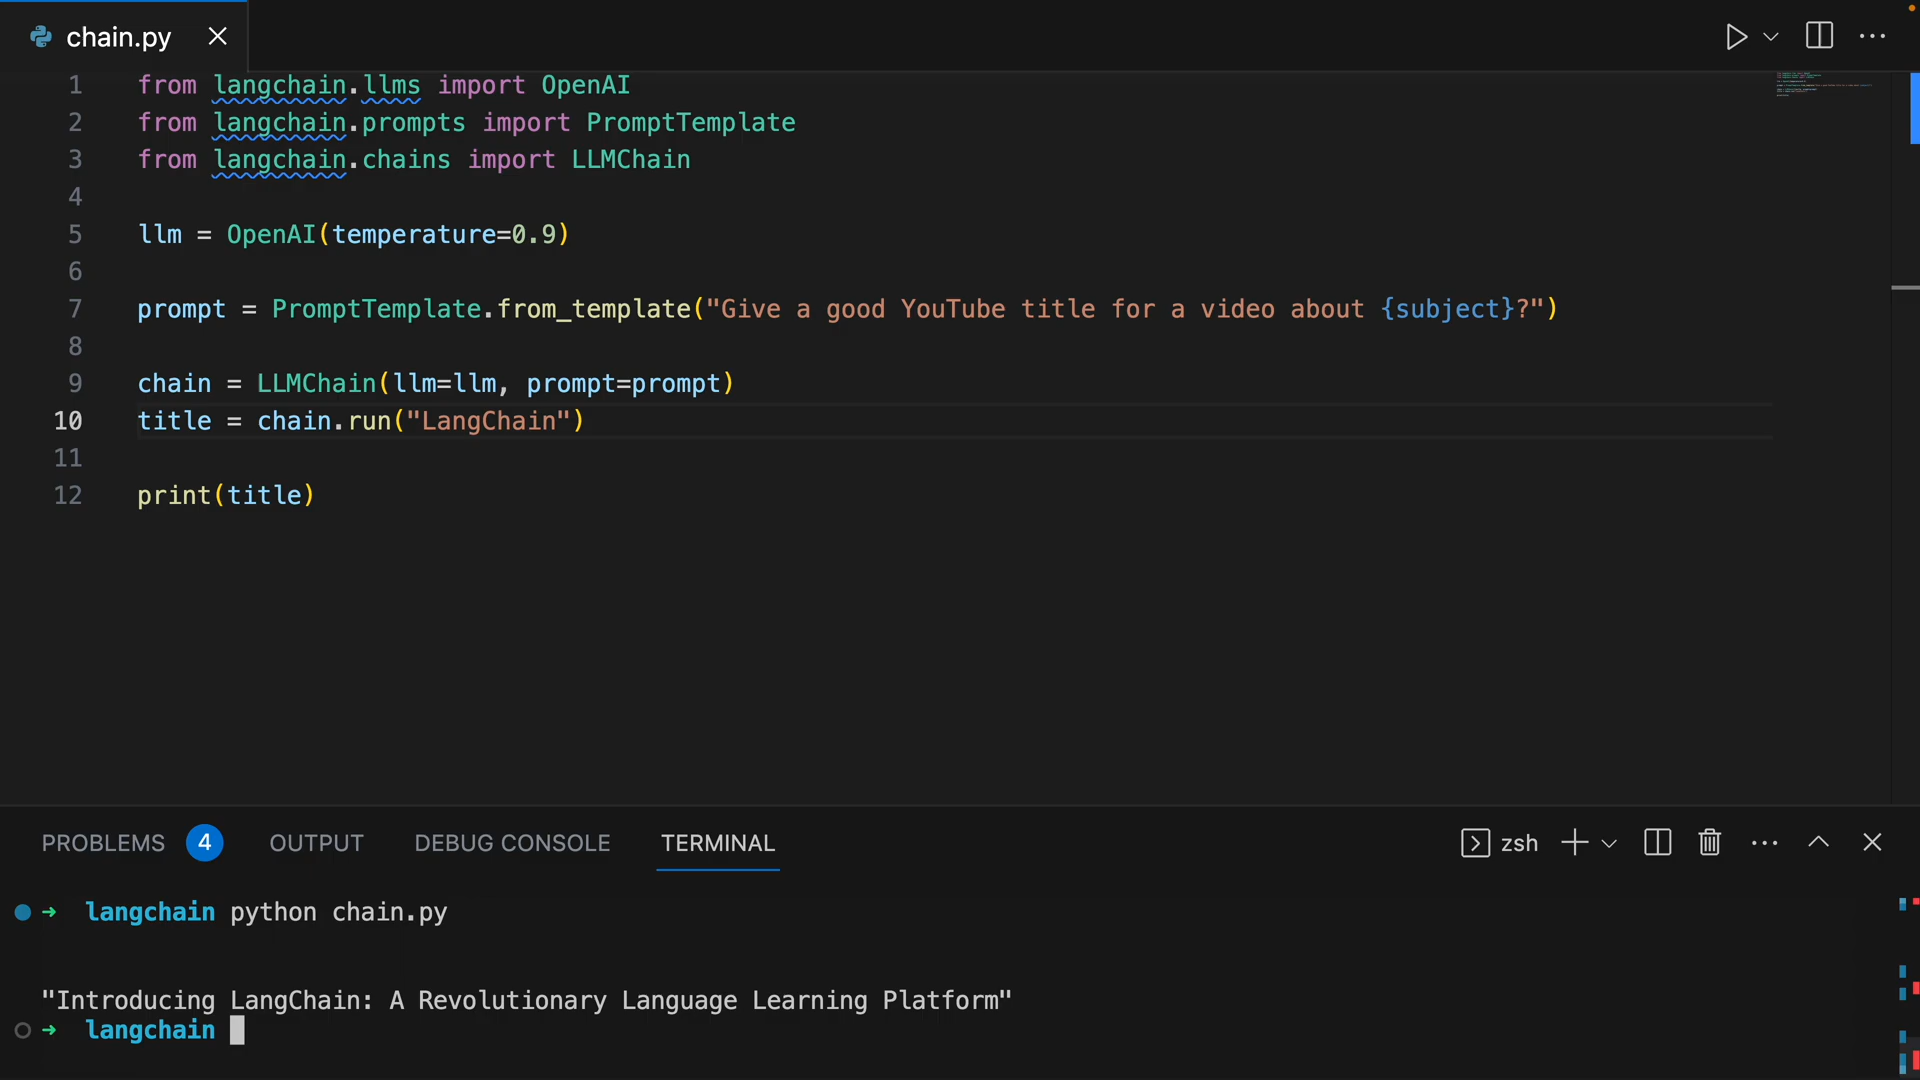 chain.py
1 from langchain.llms import OpenAI
2 from langchain.prompts import PromptTemplate
3 from langchain.chains import LLMChain
4
5 llm = OpenAI(temperature=0.9)
6
7 prompt = PromptTemplate.from_template("Give a good YouTube title for a video about {subject}?")
8
9 chain = LLMChain(llm=llm, prompt=prompt)
10 title = chain.run("LangChain")
11
12 print(title)
PROBLEMS 4 OUTPUT DEBUG CONSOLE TERMINAL zsh
langchain python chain.py
"Introducing LangChain: A Revolutionary Language Learning Platform"
langchain